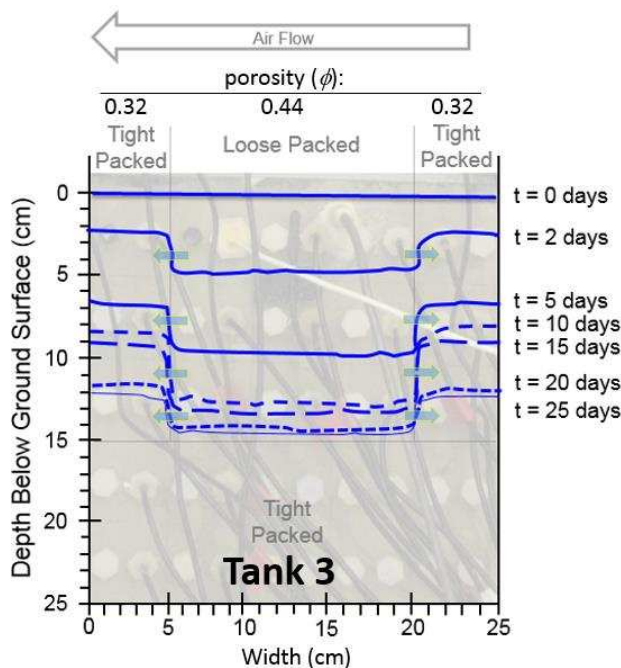 Air Flow
porosity (ϕ):
0.32 0.44 0.32
Tight Packed
Loose Packed
Tight Packed
Depth Below Ground Surface (cm)
0
5
10
15
20
25
t = 0 days
t = 2 days
t = 5 days
t = 10 days
t = 15 days
t = 20 days
t = 25 days
Tight
Packed
Tank 3
0 5 10 15 20 25
Width (cm)